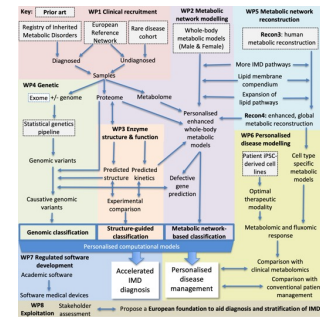 Key:
Prior art
WP1 Clinical recruitment
Registry of Inherited
Metabolic Disorders
European
Reference
Network
Rare disease
cohort
Diagnosed
Undiagnosed
Samples
WP2 Metabolic
network modelling
Whole-body
metabolic models
(Male & Female)
WP5 Metabolic network
reconstruction
Recon3: human
metabolic reconstruction
More IMD pathways
Lipid membrane
compendium
Expansion of
lipid pathways
Recon4: enhanced, global
metabolic reconstruction
WP4 Genetic
Exome +/- genome
Proteome
Metabolome
Statistical genetics
pipeline
Genomic variants
Causative genomic
variants
WP3 Enzyme
structure & function
Predicted
structure
Predicted
kinetics
Experimental
comparison
Personalised
enhanced
whole-body
metabolic
models
Defective
gene
prediction
WP6 Personalised
disease modelling
Patient iPSC-
derived cell
lines
Cell type
specific
metabolic
models
Optimal
therapeutic
modality
Metabolomic and fluxomic
response
Comparison with
clinical metabolomics
Comparison with
conventional patient
management
Genomic classification
Structure-guided
classification
Metabolic network-
based classification
Personalised computational models
WP7 Regulated software
development
Academic software
Software medical devices
Accelerated
IMD
diagnosis
Personalised
disease
management
WP8
Exploitation
Stakeholder
assessment
Propose a European foundation to aid diagnosis and stratification of IMD